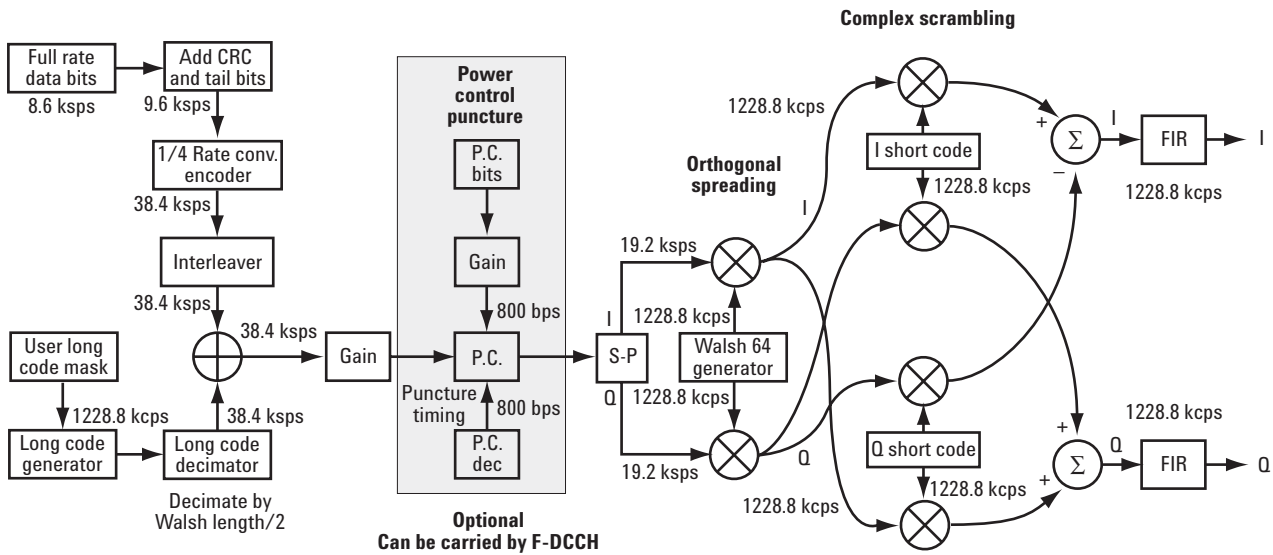 Complex scrambling
Full rate
data bits
8.6 ksps
Add CRC
and tail bits
9.6 ksps
1/4 Rate conv.
encoder
38.4 ksps
Interleaver
38.4 ksps
User long
code mask
1228.8 kcps
Long code
generator
Long code
decimator
38.4 ksps
Decimate by
Walsh length/2
38.4 ksps
Gain
Power
control
puncture
P.C.
bits
Gain
800 bps
P.C.
Puncture
timing
800 bps
P.C.
dec
Optional
Can be carried by F-DCCH
I
S-P
Q
19.2 ksps
19.2 ksps
Orthogonal
spreading
1228.8 kcps
Walsh 64
generator
1228.8 kcps
I
Q
1228.8 kcps
I short code
1228.8 kcps
Q short code
1228.8 kcps
1228.8 kcps
+
Σ
−
I
FIR
I
1228.8 kcps
+
Σ
+
Q
1228.8 kcps
FIR
Q